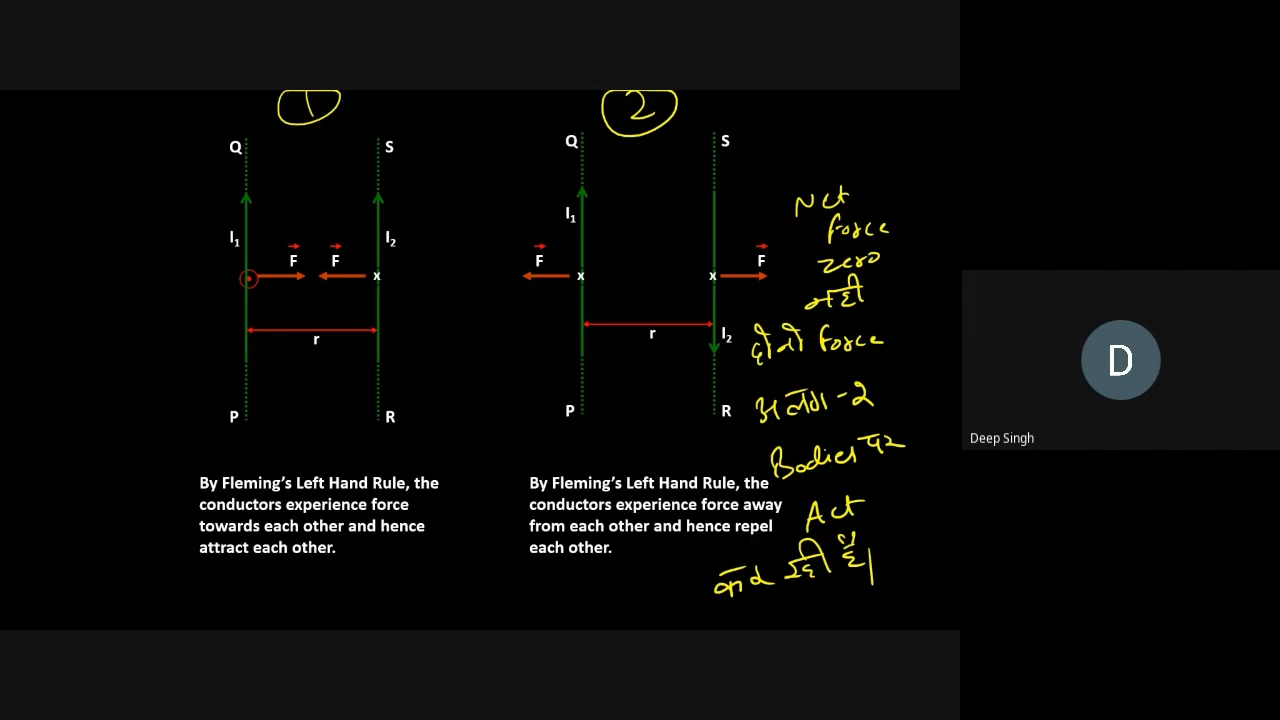 1
2
Q
S
I₁
I₂
F
F
x
r
P
R
By Fleming's Left Hand Rule, the
conductors experience force
towards each other and hence
attract each other.
Q
S
I₁
F
F
x
x
r
I₂
P
R
By Fleming's Left Hand Rule, the
conductors experience force away
from each other and hence repel
each other.
Net
force
zero
नहीं
दोनो force
अलग-2
Bodies पर
Act
कर रही है|
D
Deep Singh